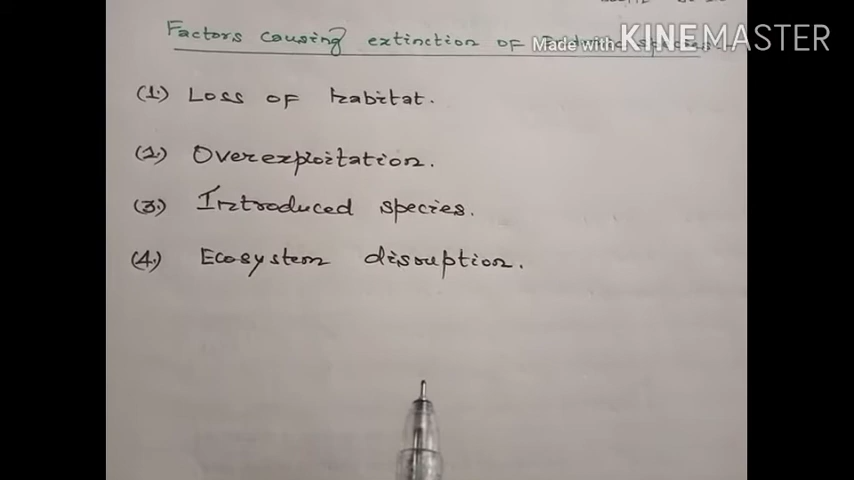 Factors causing extinction of species.
Made with KINEMASTER
(1.) Loss of habitat.
(2.) Overexploitation.
(3.) Introduced species.
(4.) Ecosystem disruption.